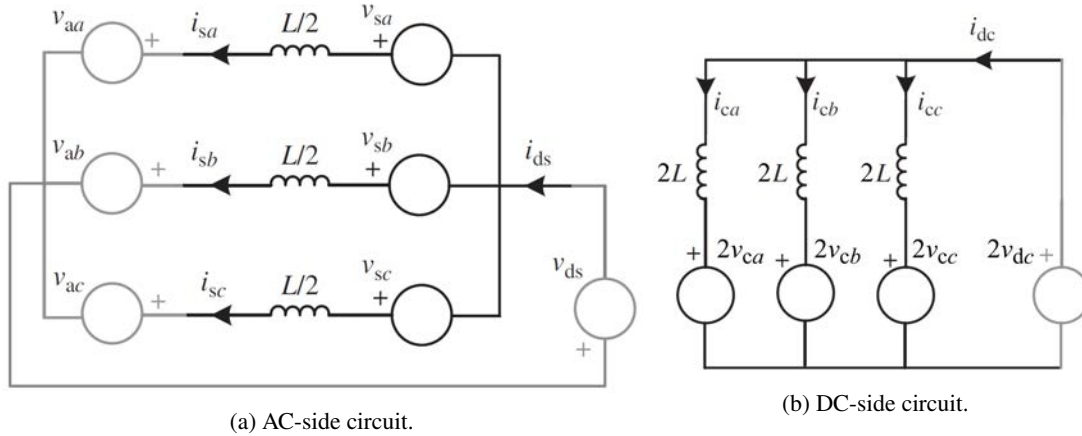 v_aa + i_sa L/2 v_sa +
v_ab + i_sb L/2 v_sb + i_ds
v_ac + i_sc L/2 v_sc + v_ds +
(a) AC-side circuit.
i_dc
i_ca i_cb i_cc
2L 2L 2L
+ 2v_ca + 2v_cb + 2v_cc 2v_dc +
(b) DC-side circuit.